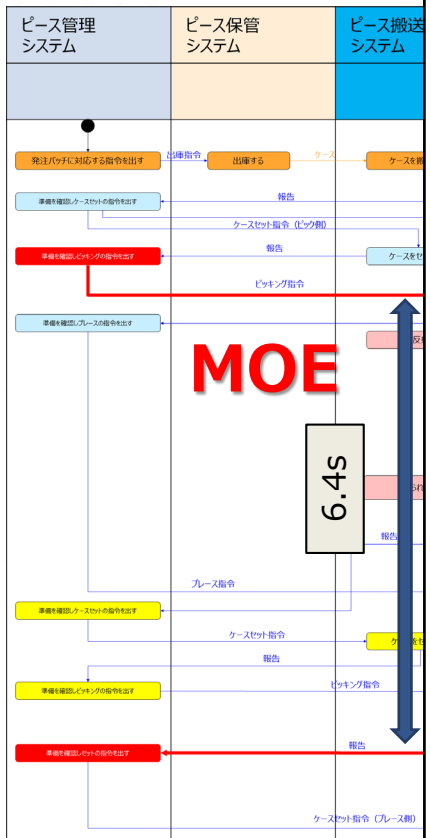 ピース管理
システム
ピース保管
システム
ピース搬送
システム
発注バッチに対応する指令を出す
出庫指令
出庫する
ケース
ケースを搬
報告
準備を確認しケースセットの指令を出す
ケースセット指令（ピック側）
準備を確認しピッキングの指令を出す
報告
ケースをセ
ピッキング指令
準備を確認しプレースの指令を出す
MOE
6.4s
報告
プレース指令
準備を確認しケースセットの指令を出す
ケースセット指令
報告
準備を確認しピッキングの指令を出す
ピッキング指令
準備を確認しセットの指令を出す
報告
ケースセット指令（プレース側）